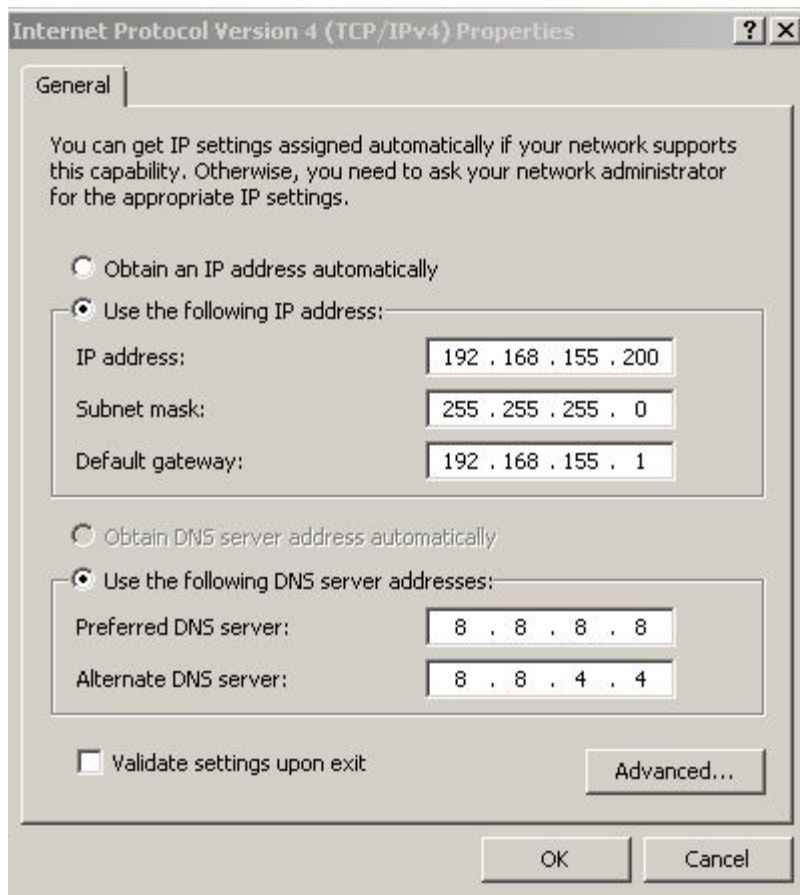 Internet Protocol Version 4 (TCP/IPv4) Properties
General
You can get IP settings assigned automatically if your network supports
this capability. Otherwise, you need to ask your network administrator
for the appropriate IP settings.
Obtain an IP address automatically
Use the following IP address:
IP address: 192 . 168 . 155 . 200
Subnet mask: 255 . 255 . 255 . 0
Default gateway: 192 . 168 . 155 . 1
Obtain DNS server address automatically
Use the following DNS server addresses:
Preferred DNS server: 8 . 8 . 8 . 8
Alternate DNS server: 8 . 8 . 4 . 4
Validate settings upon exit
Advanced...
OK Cancel